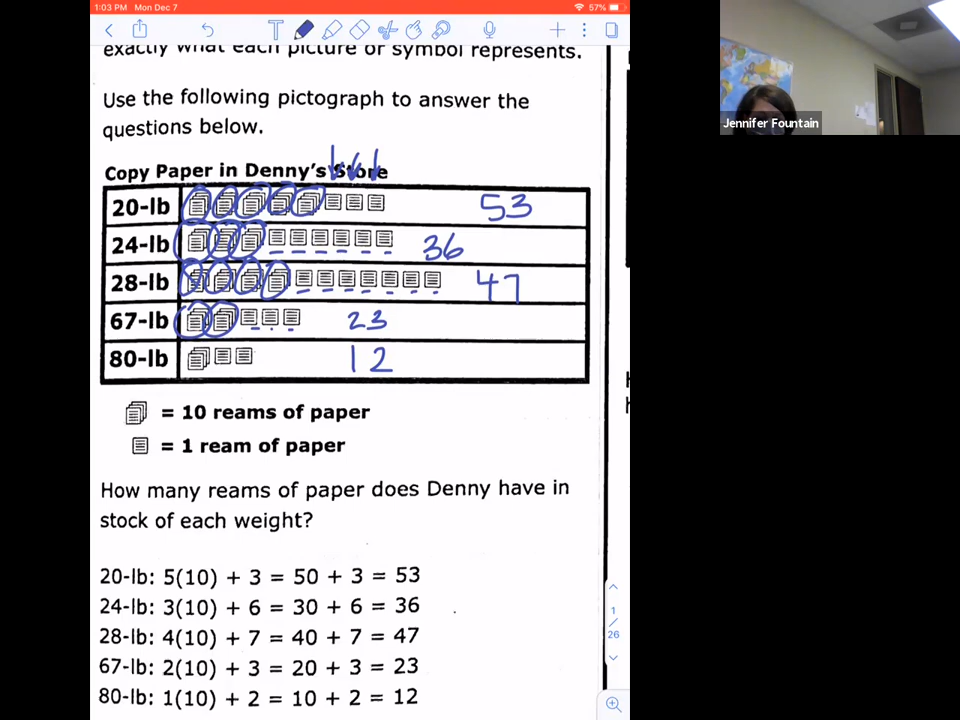 1:03 PM Mon Dec 7
57%
exactly what each picture or symbol represents.
Use the following pictograph to answer the
questions below.
Copy Paper in Denny's Store
20-lb 53
24-lb 36
28-lb 47
67-lb 23
80-lb 12
= 10 reams of paper
= 1 ream of paper
How many reams of paper does Denny have in
stock of each weight?
20-lb: 5(10) + 3 = 50 + 3 = 53
24-lb: 3(10) + 6 = 30 + 6 = 36
28-lb: 4(10) + 7 = 40 + 7 = 47
67-lb: 2(10) + 3 = 20 + 3 = 23
80-lb: 1(10) + 2 = 10 + 2 = 12
1
/
26
Jennifer Fountain